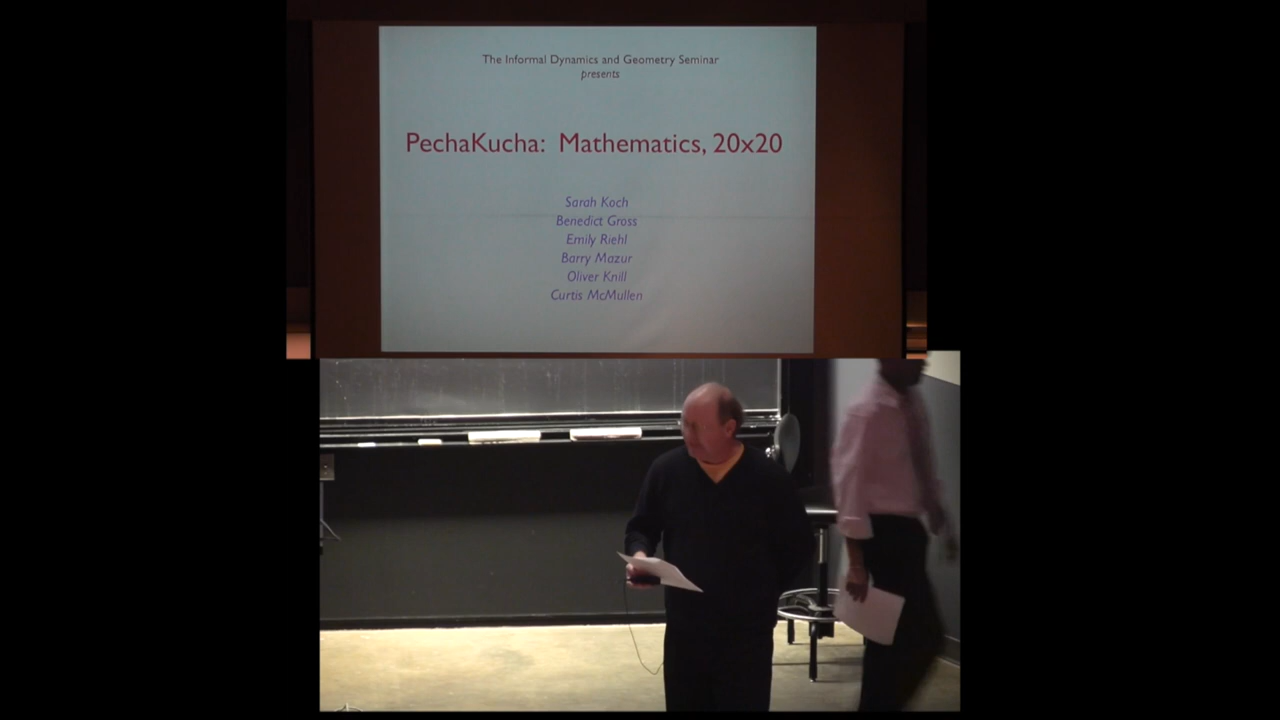 The Informal Dynamics and Geometry Seminar
presents
PechaKucha: Mathematics, 20x20
Sarah Koch
Benedict Gross
Emily Riehl
Barry Mazur
Oliver Knill
Curtis McMullen